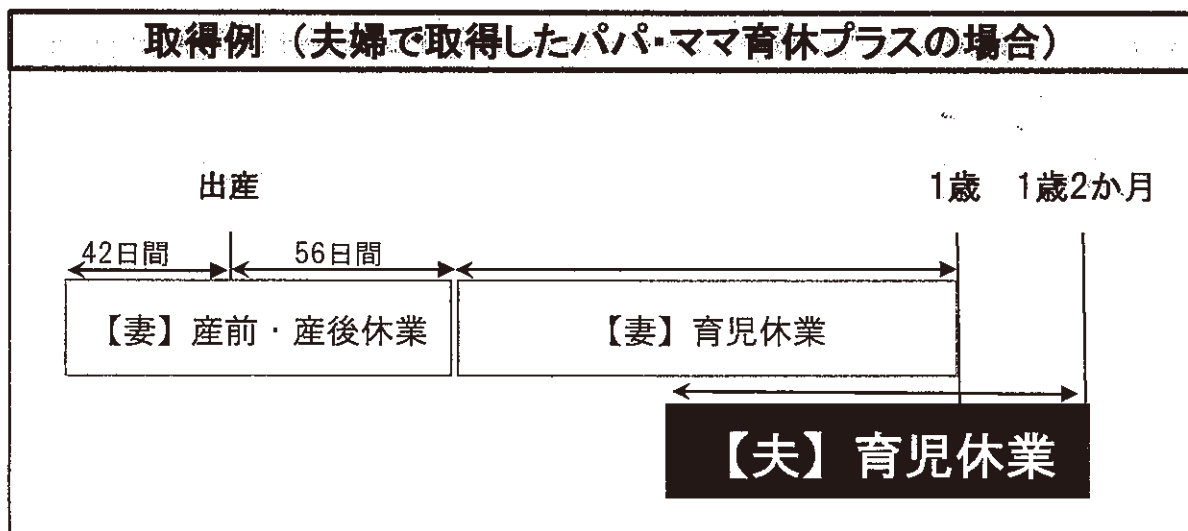 取得例 (夫婦で取得したパパ・ママ育休プラスの場合)
出産
1歳 1歳2か月
42日間 56日間
【妻】産前・産後休業 【妻】育児休業
【夫】育児休業